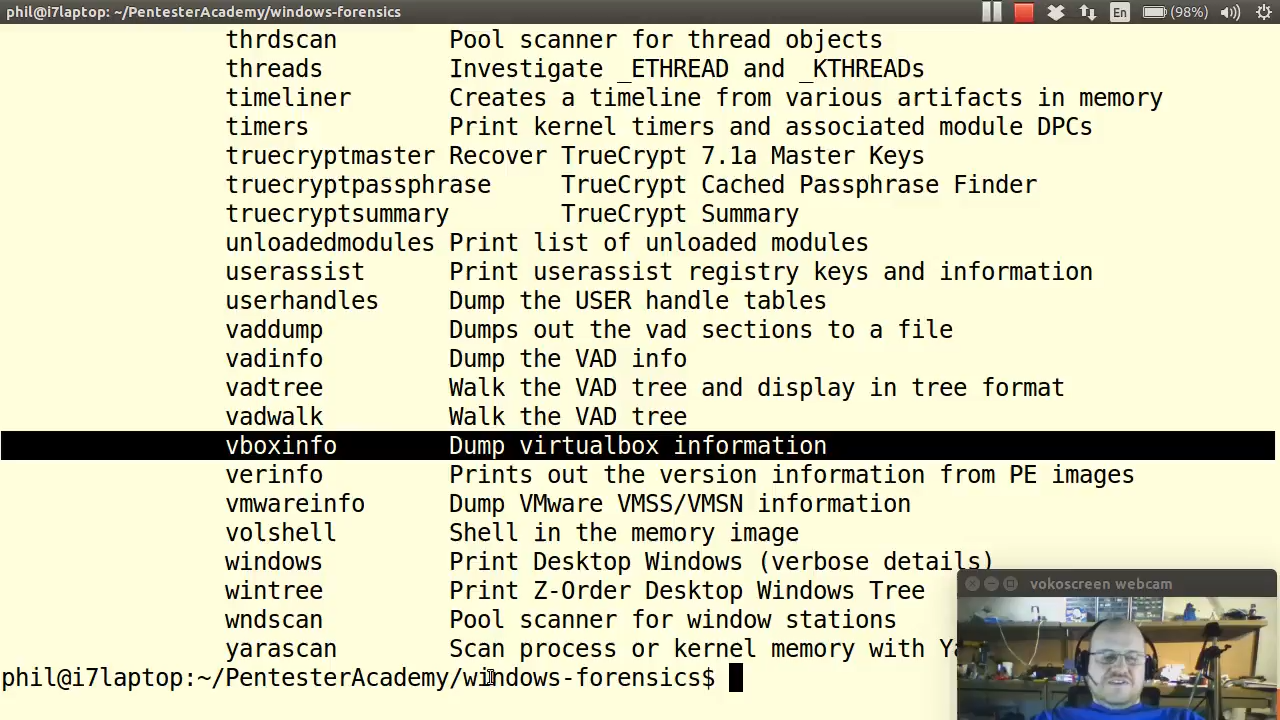 phil@i7laptop: ~/PentesterAcademy/windows-forensics En (98%)
thrdscan Pool scanner for thread objects
threads Investigate _ETHREAD and _KTHREADs
timeliner Creates a timeline from various artifacts in memory
timers Print kernel timers and associated module DPCs
truecryptmaster Recover TrueCrypt 7.1a Master Keys
truecryptpassphrase TrueCrypt Cached Passphrase Finder
truecryptsummary TrueCrypt Summary
unloadedmodules Print list of unloaded modules
userassist Print userassist registry keys and information
userhandles Dump the USER handle tables
vaddump Dumps out the vad sections to a file
vadinfo Dump the VAD info
vadtree Walk the VAD tree and display in tree format
vadwalk Walk the VAD tree
vboxinfo Dump virtualbox information
verinfo Prints out the version information from PE images
vmwareinfo Dump VMware VMSS/VMSN information
volshell Shell in the memory image
windows Print Desktop Windows (verbose details)
wintree Print Z-Order Desktop Windows Tree
wndscan Pool scanner for window stations
yarascan Scan process or kernel memory with
phil@i7laptop:~/PentesterAcademy/windows-forensics$
vokoscreen webcam